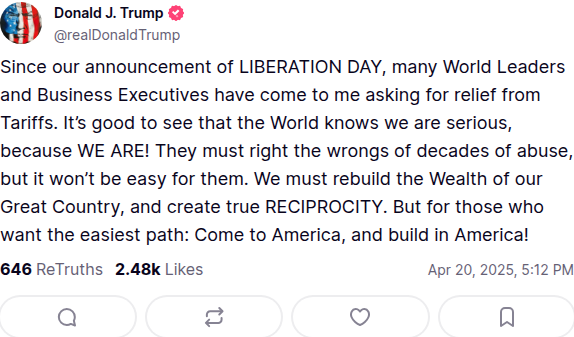 Donald J. Trump
@realDonaldTrump
Since our announcement of LIBERATION DAY, many World Leaders
and Business Executives have come to me asking for relief from
Tariffs. It’s good to see that the World knows we are serious,
because WE ARE! They must right the wrongs of decades of abuse,
but it won’t be easy for them. We must rebuild the Wealth of our
Great Country, and create true RECIPROCITY. But for those who
want the easiest path: Come to America, and build in America!
646 ReTruths 2.48k Likes Apr 20, 2025, 5:12 PM